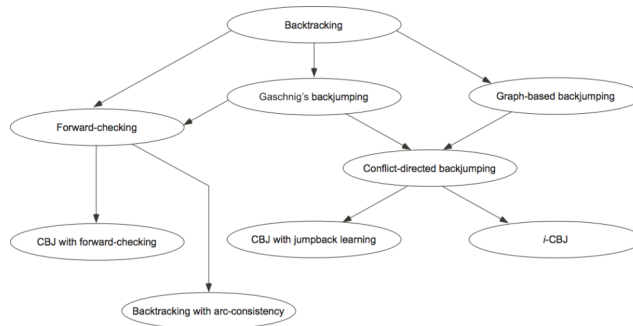 Backtracking
Gaschnig's backjumping
Graph-based backjumping
Forward-checking
Conflict-directed backjumping
CBJ with forward-checking
CBJ with jumpback learning
i-CBJ
Backtracking with arc-consistency